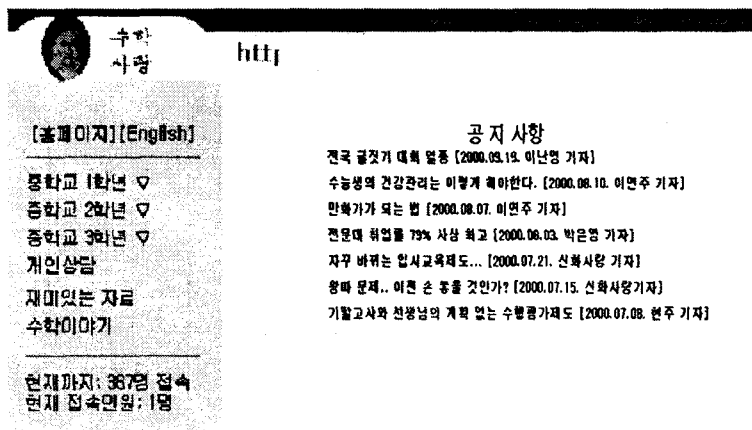 수학
사랑
http
[홈페이지][English]
중학교 1학년 ▽
중학교 2학년 ▽
중학교 3학년 ▽
개인상담
재미있는 자료
수학이야기
현재까지: 387명 접속
현재 접속인원: 1명
공지사항
전국 글짓기 대회 열풍 [2000.09.19. 이난영 기자]
수능생의 건강관리는 이렇게 해야한다. [2000.08.10. 이연주 기자]
만화가가 되는 법 [2000.08.07. 이연주 기자]
전문대 취업률 79% 사상 최고 [2000.08.03. 박은영 기자]
자꾸 바뀌는 입시교육제도... [2000.07.21. 신화사랑 기자]
왕따 문제.. 이젠 손 놓을 것인가? [2000.07.15. 신화사랑기자]
기말고사와 선생님의 계획 없는 수행평가제도 [2000.07.08. 현주 기자]